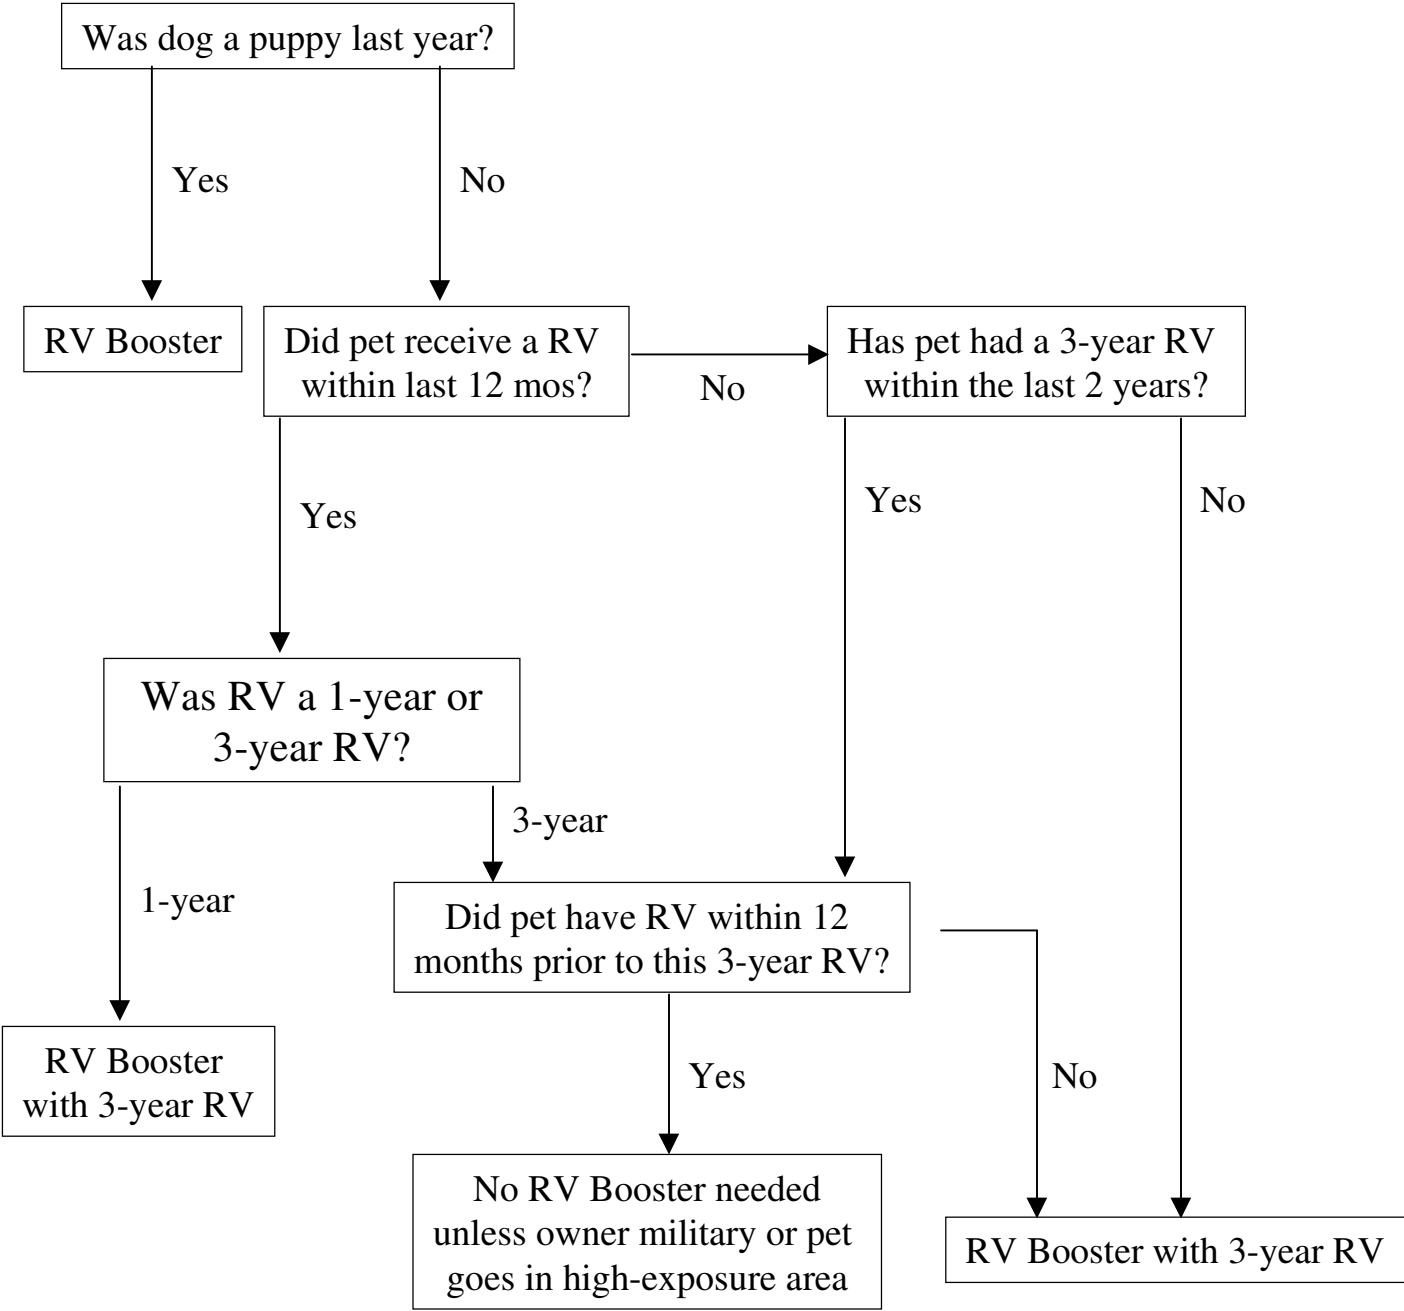 Was dog a puppy last year?
Yes
No
RV Booster
Did pet receive a RV
within last 12 mos?
No
Has pet had a 3-year RV
within the last 2 years?
Yes
Yes
No
Was RV a 1-year or
3-year RV?
3-year
1-year
Did pet have RV within 12
months prior to this 3-year RV?
RV Booster
with 3-year RV
Yes
No
No RV Booster needed
unless owner military or pet
goes in high-exposure area
RV Booster with 3-year RV